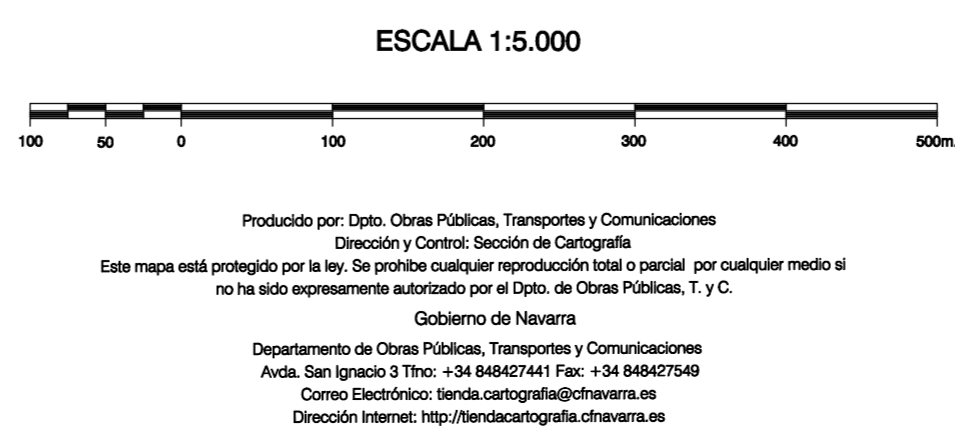 ESCALA 1:5.000
100 50 0 100 200 300 400 500m.
Producido por: Dpto. Obras Públicas, Transportes y Comunicaciones
Dirección y Control: Sección de Cartografía
Este mapa está protegido por la ley. Se prohibe cualquier reproducción total o parcial por cualquier medio si
no ha sido expresamente autorizado por el Dpto. de Obras Públicas, T. y C.
Gobierno de Navarra
Departamento de Obras Públicas, Transportes y Comunicaciones
Avda. San Ignacio 3 Tfno: +34 848427441 Fax: +34 848427549
Correo Electrónico: tienda.cartografia@cfnavarra.es
Dirección Internet: http://tiendacartografia.cfnavarra.es